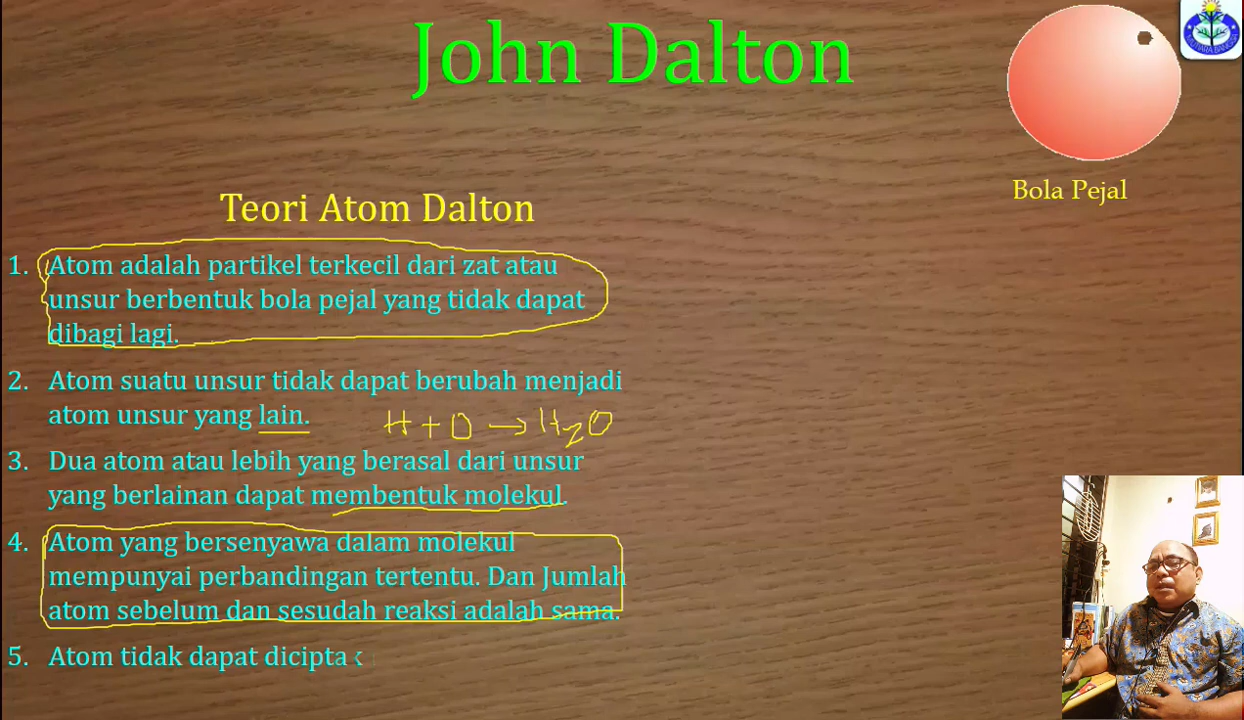 John Dalton
Bola Pejal
Teori Atom Dalton
1. Atom adalah partikel terkecil dari zat atau
unsur berbentuk bola pejal yang tidak dapat
dibagi lagi.
2. Atom suatu unsur tidak dapat berubah menjadi
atom unsur yang lain.
H + O → H2O
3. Dua atom atau lebih yang berasal dari unsur
yang berlainan dapat membentuk molekul.
4. Atom yang bersenyawa dalam molekul
mempunyai perbandingan tertentu. Dan Jumlah
atom sebelum dan sesudah reaksi adalah sama.
5. Atom tidak dapat dicipta